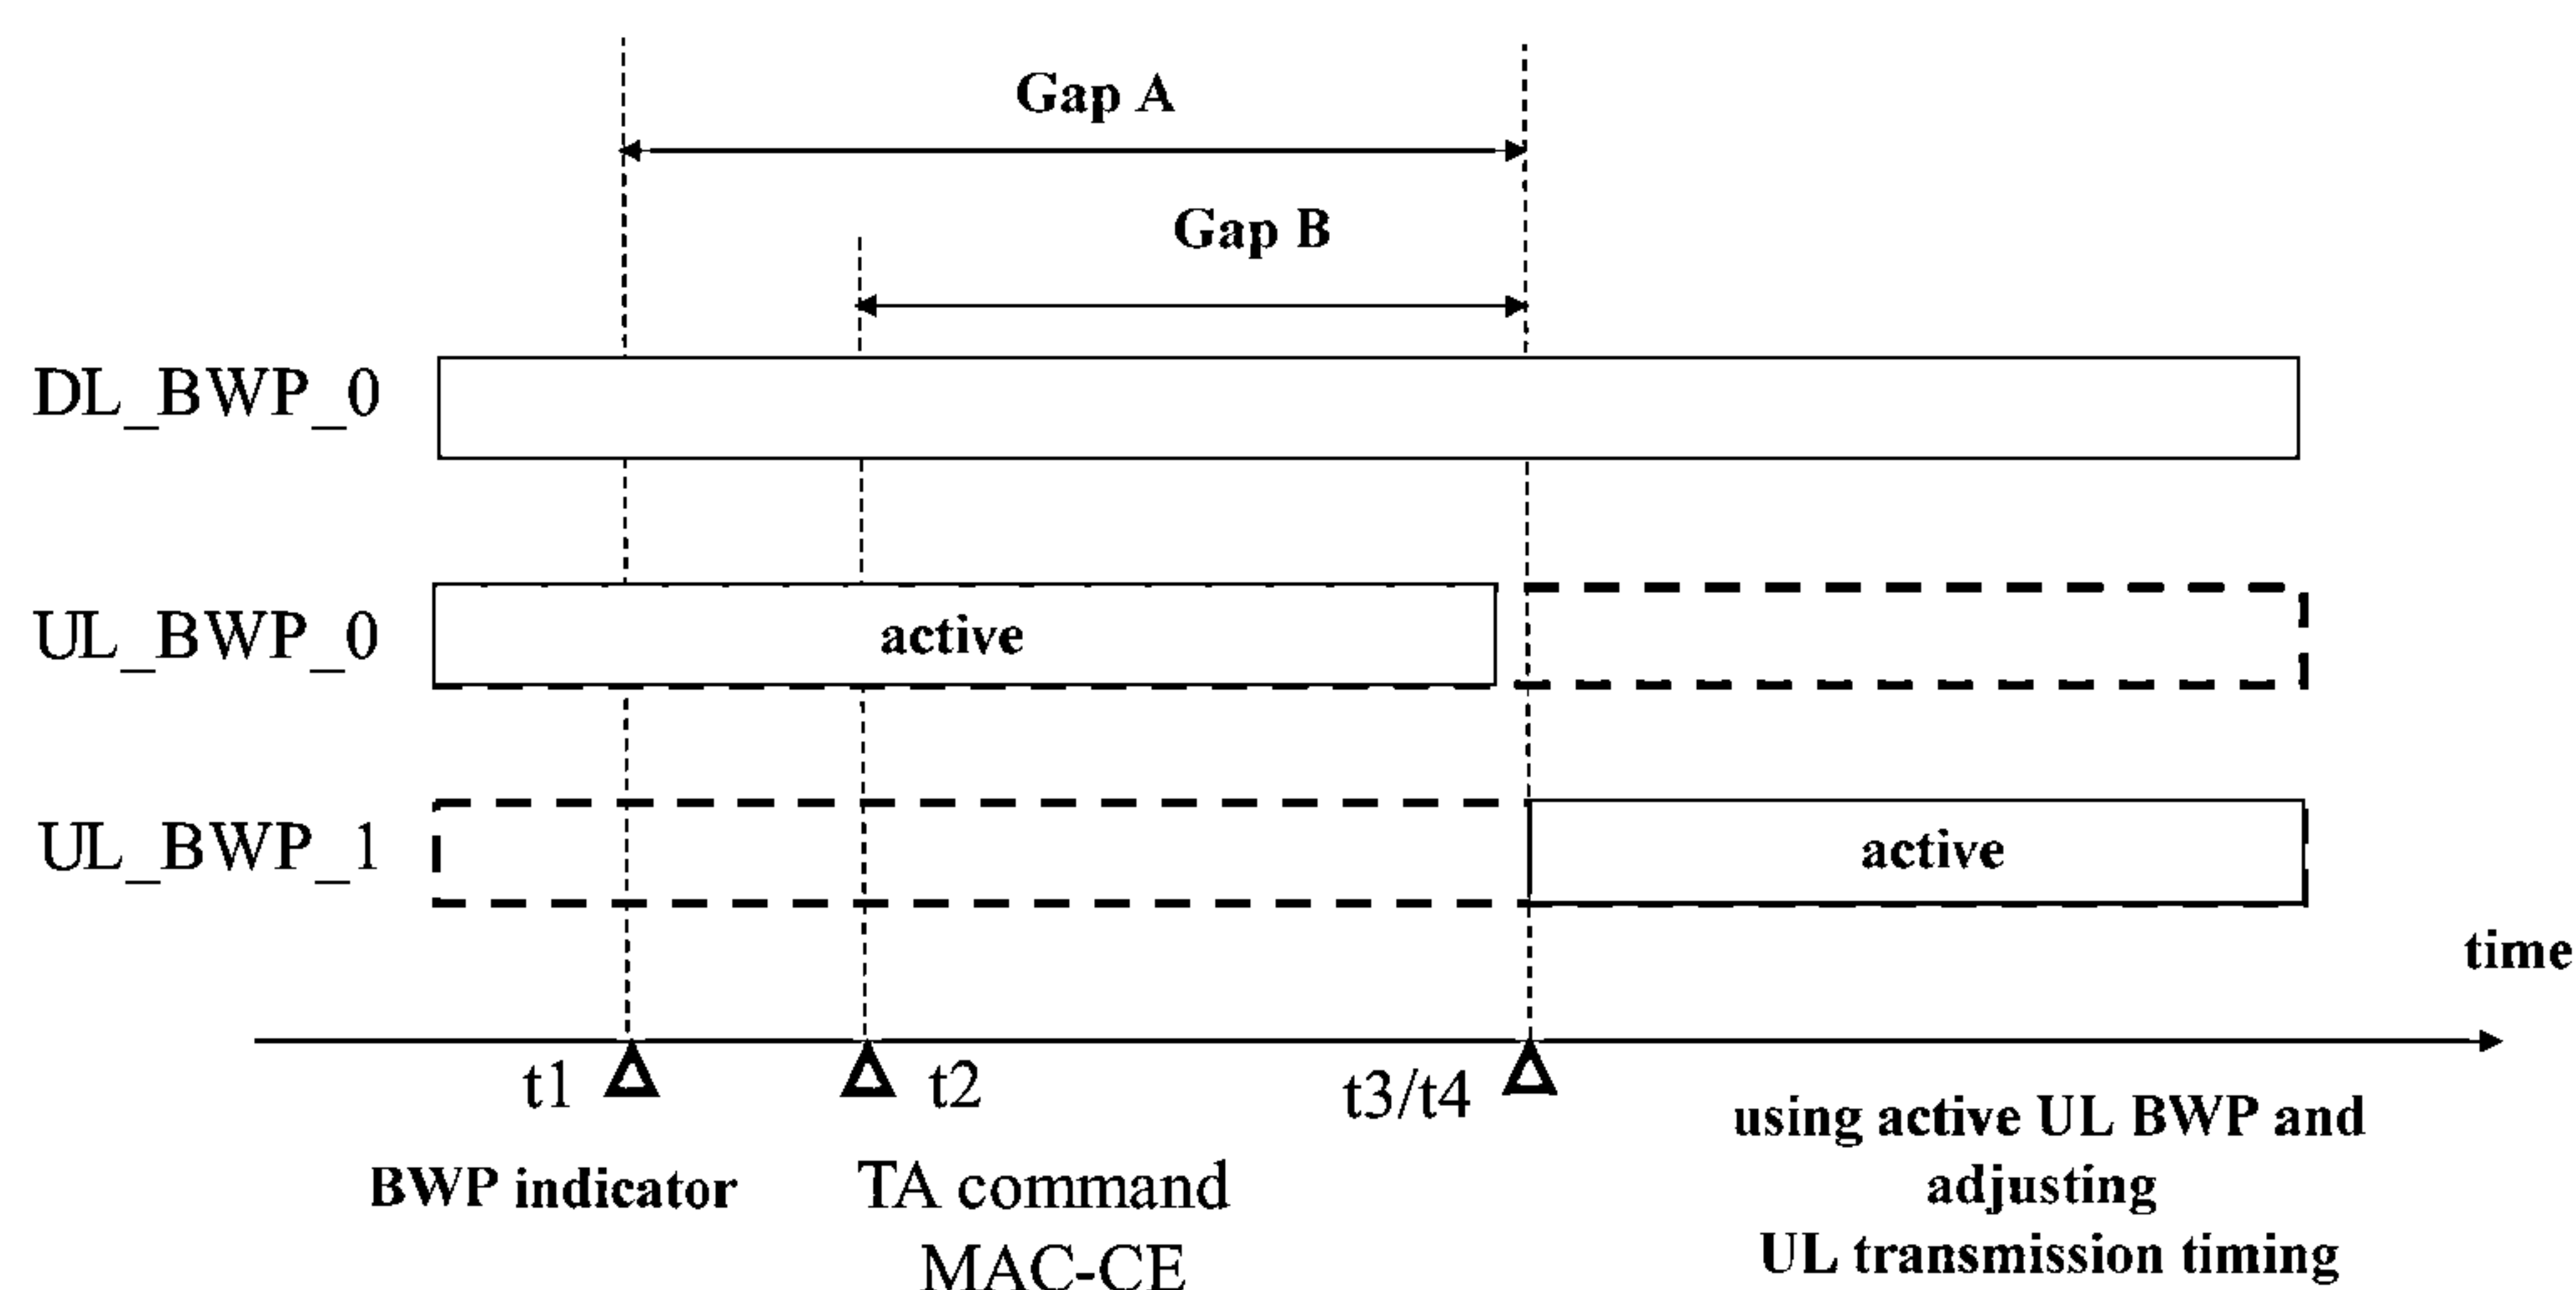 Gap A
Gap B
DL_BWP_0
UL_BWP_0
active
UL_BWP_1
active
time
t1
t2
t3/t4
BWP indicator
TA command
MAC-CE
using active UL BWP and
adjusting
UL transmission timing